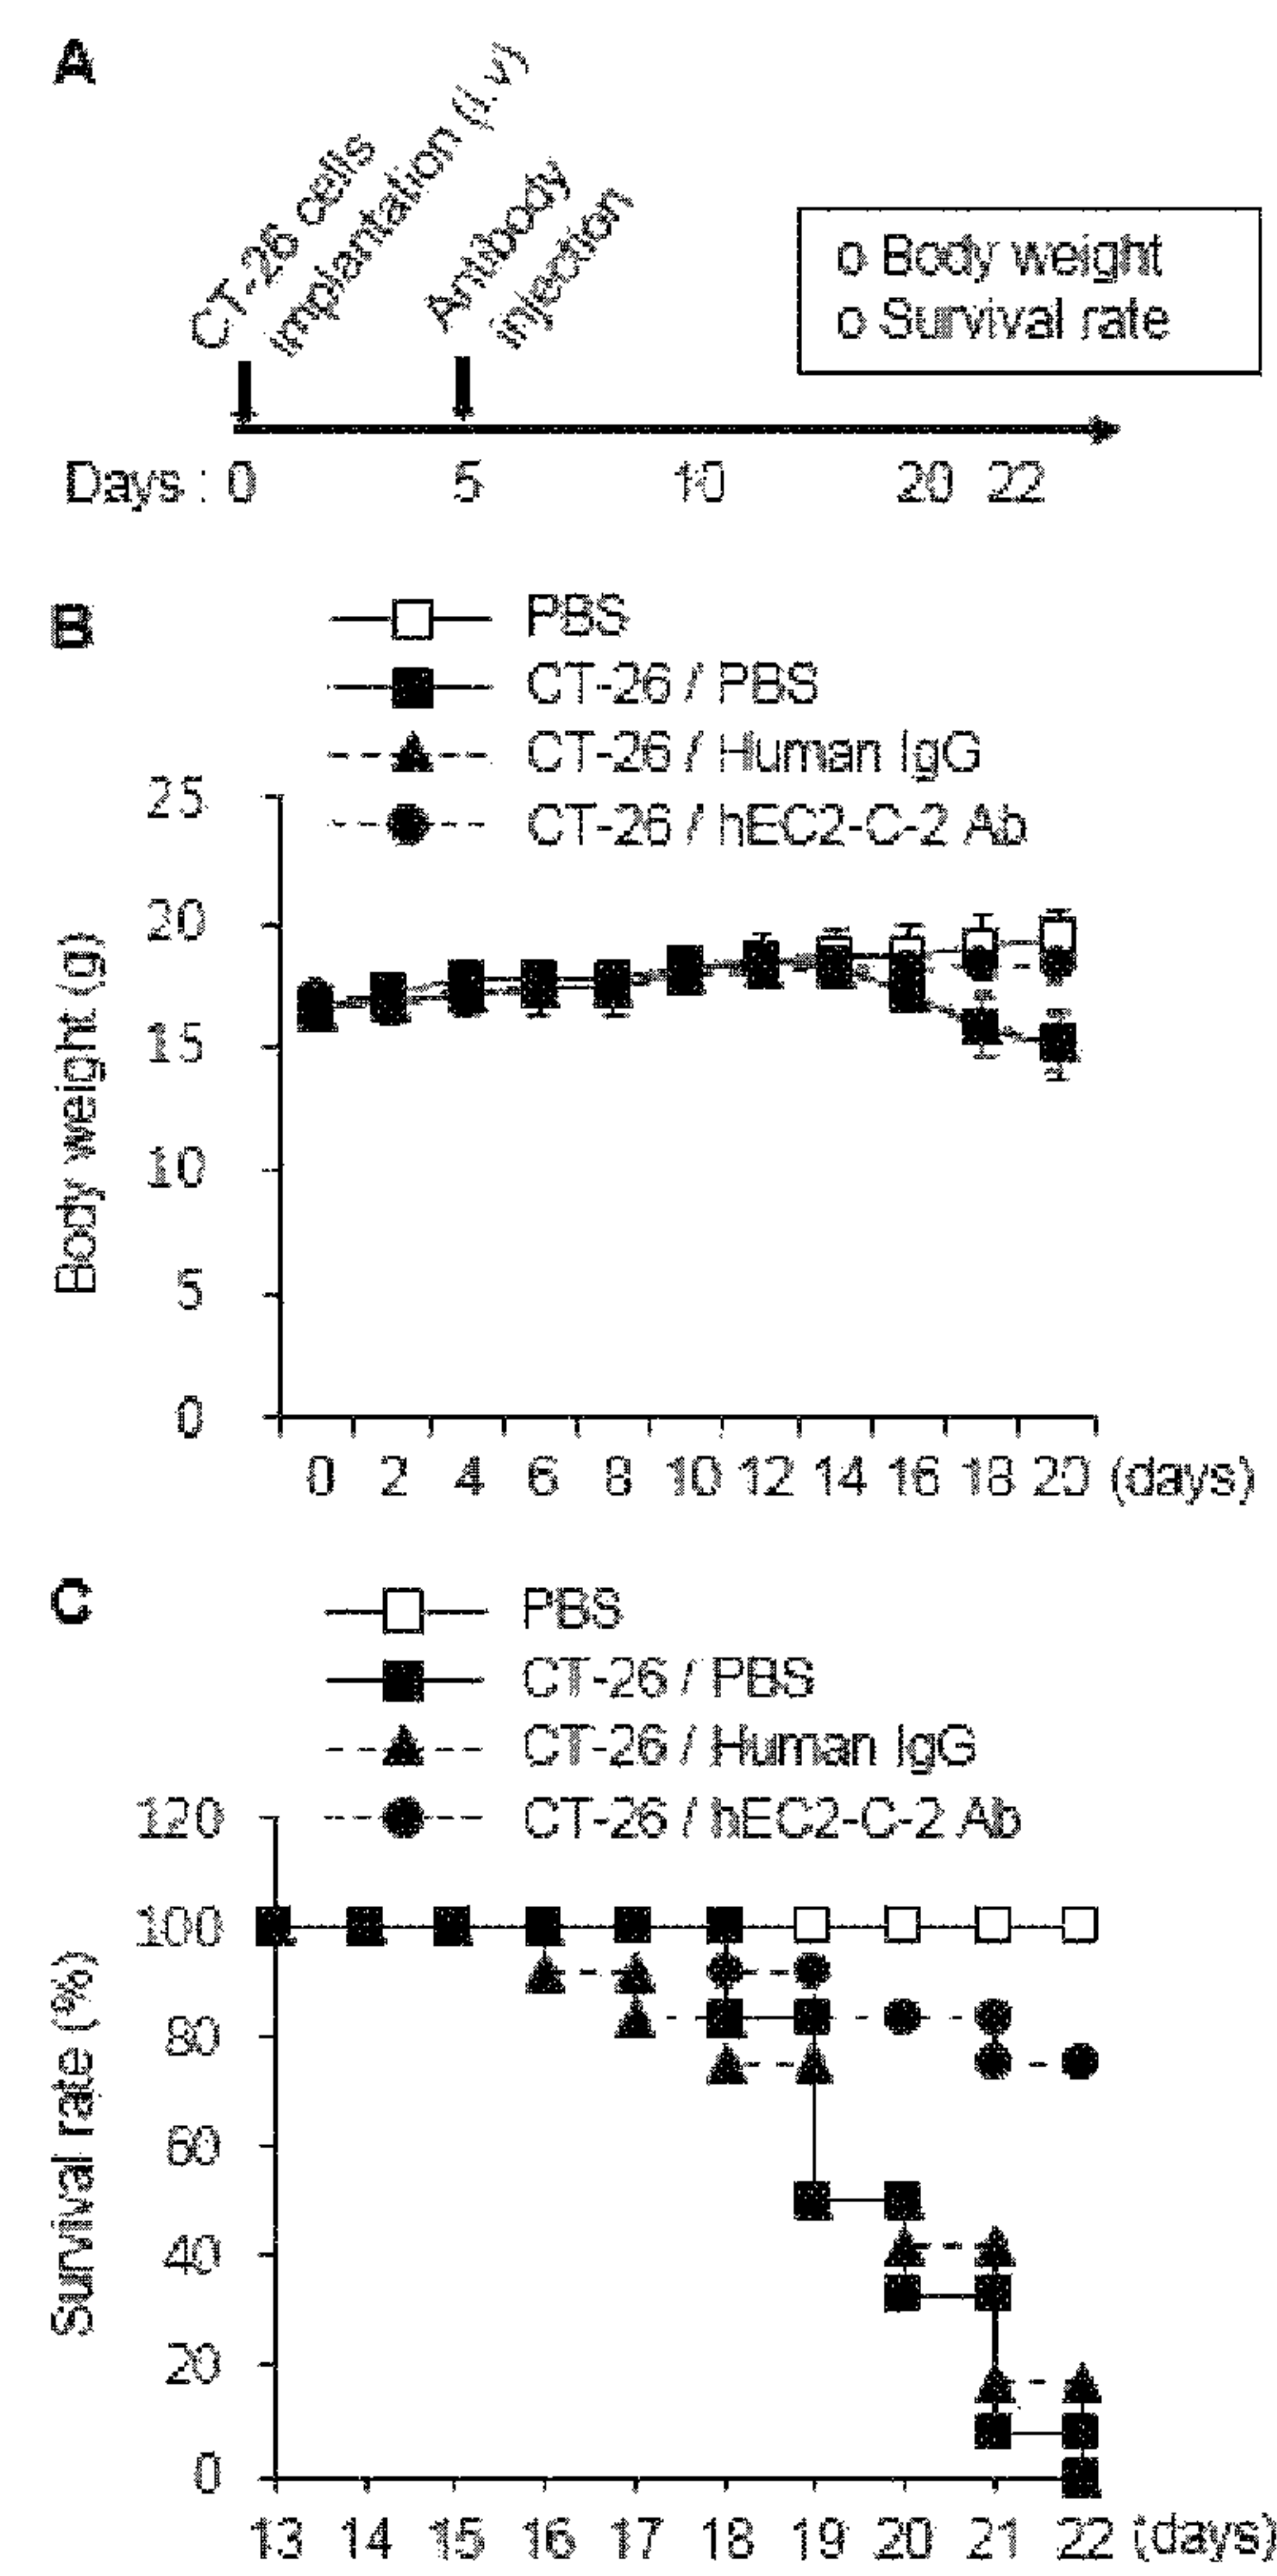 A
CT-26 cells
implantation (i.v)
Antibody
injection
o Body weight
o Survival rate
Days : 0 5 10 20 22
B
PBS
CT-26 / PBS
CT-26 / Human IgG
CT-26 / hEC2-C-2 Ab
25
20
15
10
5
0
Body weight (g)
0 2 4 6 8 10 12 14 16 18 20 (days)
C
PBS
CT-26 / PBS
CT-26 / Human IgG
CT-26 / hEC2-C-2 Ab
120
100
80
60
40
20
0
Survival rate (%)
13 14 15 16 17 18 19 20 21 22 (days)